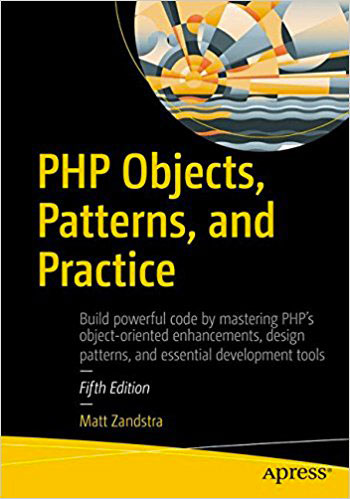 PHP Objects,
Patterns, and
Practice
Build powerful code by mastering PHP's
object-oriented enhancements, design
patterns, and essential development tools
—
Fifth Edition
—
Matt Zandstra
Apress®